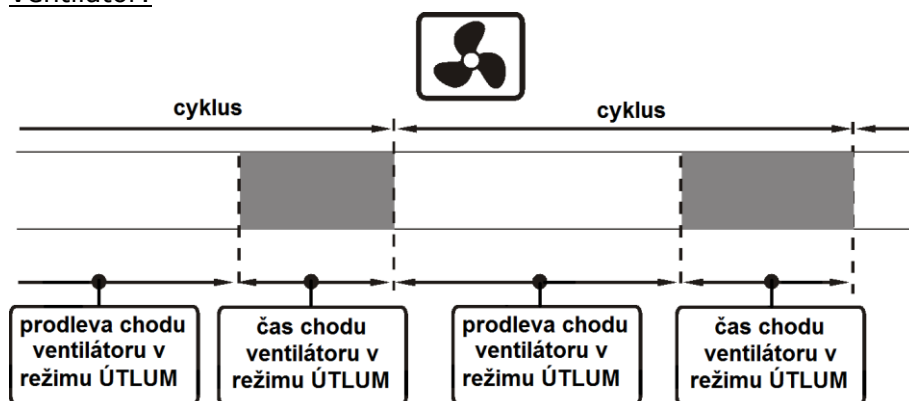 Ventilátor:
cyklus
cyklus
prodleva chodu
ventilátoru v
režimu ÚTLUM
čas chodu
ventilátoru v
režimu ÚTLUM
prodleva chodu
ventilátoru v
režimu ÚTLUM
čas chodu
ventilátoru v
režimu ÚTLUM